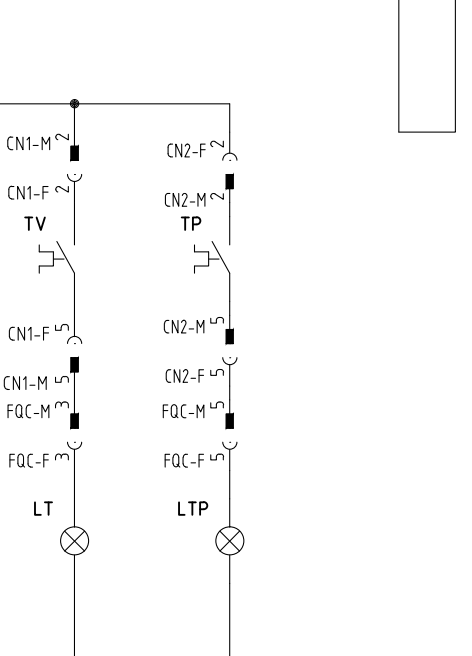 CN1-M 2
CN2-F 2
CN1-F 2
CN2-M 2
TV
TP
CN1-F 5
CN2-M 5
CN1-M 5
CN2-F 5
FQC-M 3
FQC-M 5
FQC-F 3
FQC-F 5
LT
LTP